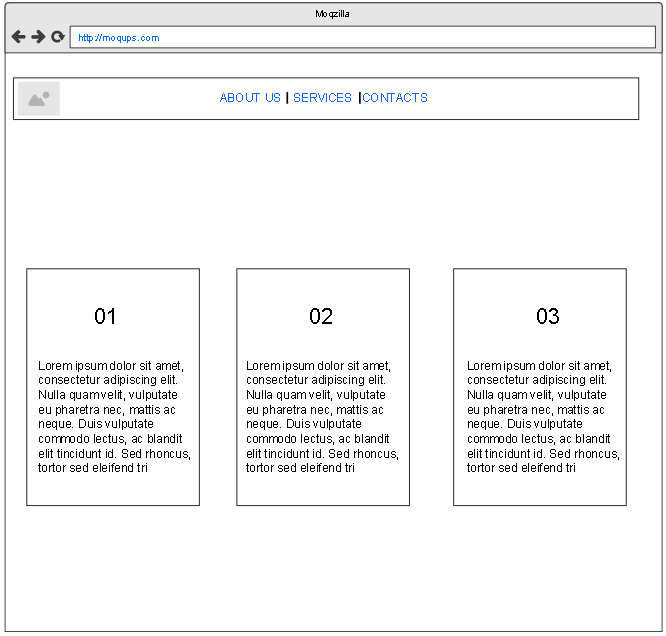 Moqzilla
http://moqups.com
ABOUT US | SERVICES |CONTACTS
01
Lorem ipsum dolor sit amet,
consectetur adipiscing elit.
Nulla quam velit, vulputate
eu pharetra nec, mattis ac
neque. Duis vulputate
commodo lectus, ac blandit
elit tincidunt id. Sed rhoncus,
tortor sed eleifend tri
02
Lorem ipsum dolor sit amet,
consectetur adipiscing elit.
Nulla quam velit, vulputate
eu pharetra nec, mattis ac
neque. Duis vulputate
commodo lectus, ac blandit
elit tincidunt id. Sed rhoncus,
tortor sed eleifend tri
03
Lorem ipsum dolor sit amet,
consectetur adipiscing elit.
Nulla quam velit, vulputate
eu pharetra nec, mattis ac
neque. Duis vulputate
commodo lectus, ac blandit
elit tincidunt id. Sed rhoncus,
tortor sed eleifend tri